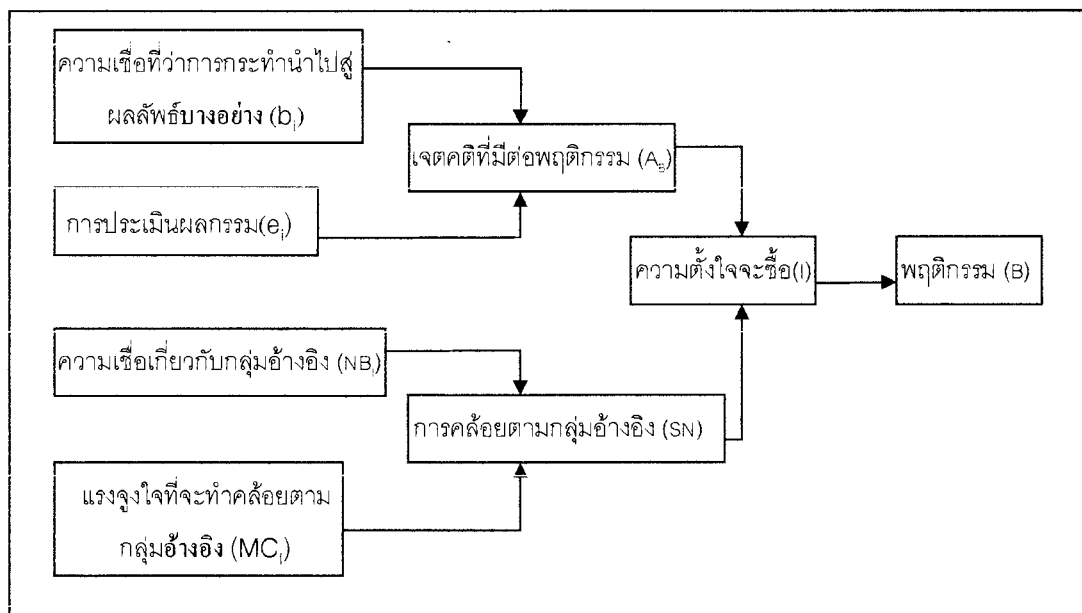 ความเชื่อที่ว่าการกระทำนำไปสู่
ผลลัพธ์บางอย่าง (bᵢ)
เจตคติที่มีต่อพฤติกรรม (A_B)
การประเมินผลกรรม(eᵢ)
ความตั้งใจจะซื้อ(I)
พฤติกรรม (B)
ความเชื่อเกี่ยวกับกลุ่มอ้างอิง (NBᵢ)
การคล้อยตามกลุ่มอ้างอิง (SN)
แรงจูงใจที่จะทำคล้อยตาม
กลุ่มอ้างอิง (MCᵢ)